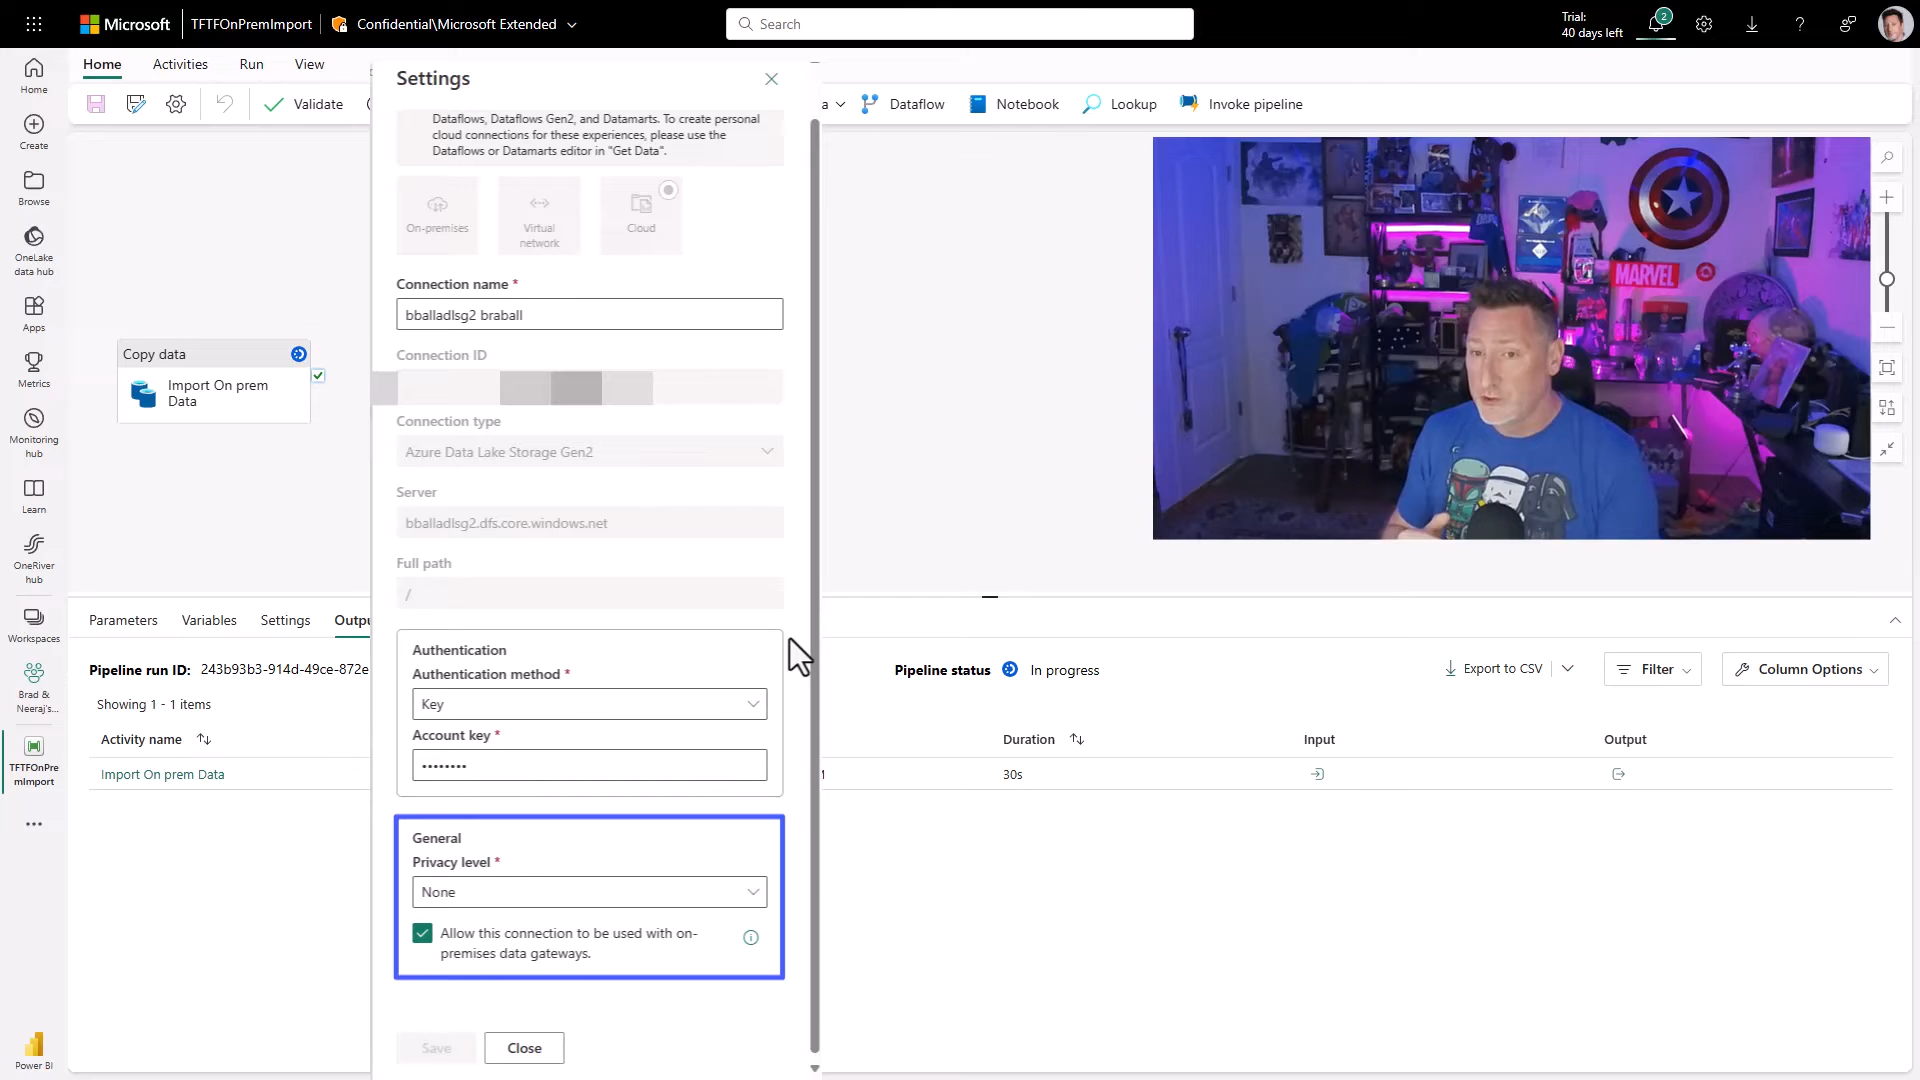 Microsoft
TFTFOnPremImport
Confidential\Microsoft Extended
Search
Trial:
40 days left
2
Home
Activities
Run
View
Validate
a
Dataflow
Notebook
Lookup
Invoke pipeline
Home
Create
Browse
OneLake
data hub
Apps
Metrics
Monitoring
hub
Learn
OneRiver
hub
Workspaces
Brad &
Neeraj's...
TFTFOnPre
mImport
Power BI
Copy data
Import On prem
Data
Settings
Dataflows, Dataflows Gen2, and Datamarts. To create personal
cloud connections for these experiences, please use the
Dataflows or Datamarts editor in "Get Data".
On-premises
Virtual
network
Cloud
Connection name *
bballadlsg2 braball
Connection ID
Connection type
Azure Data Lake Storage Gen2
Server
bballadlsg2.dfs.core.windows.net
Full path
/
Authentication
Authentication method *
Key
Account key *
••••••••
General
Privacy level *
None
Allow this connection to be used with on-
premises data gateways.
Save
Close
MARVEL
Parameters
Variables
Settings
Outpu
Pipeline run ID: 243b93b3-914d-49ce-872e
Pipeline status
In progress
Export to CSV
Filter
Column Options
Showing 1 - 1 items
Activity name
Duration
Input
Output
Import On prem Data
30s